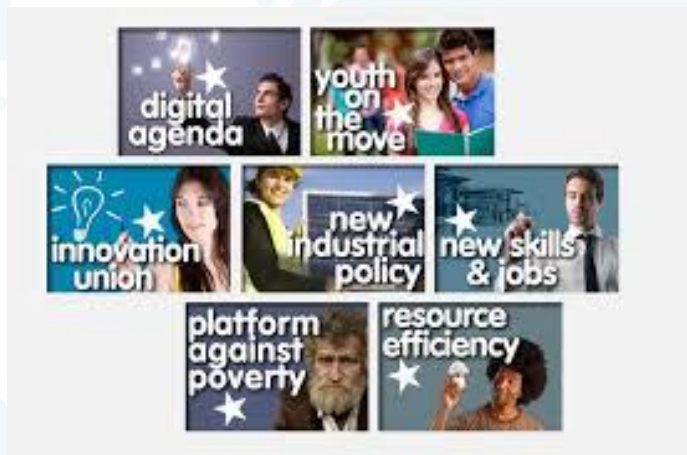 digital
agenda
youth
on
the
move
innovation
union
new
industrial
policy
new skills
& jobs
platform
against
poverty
resource
efficiency